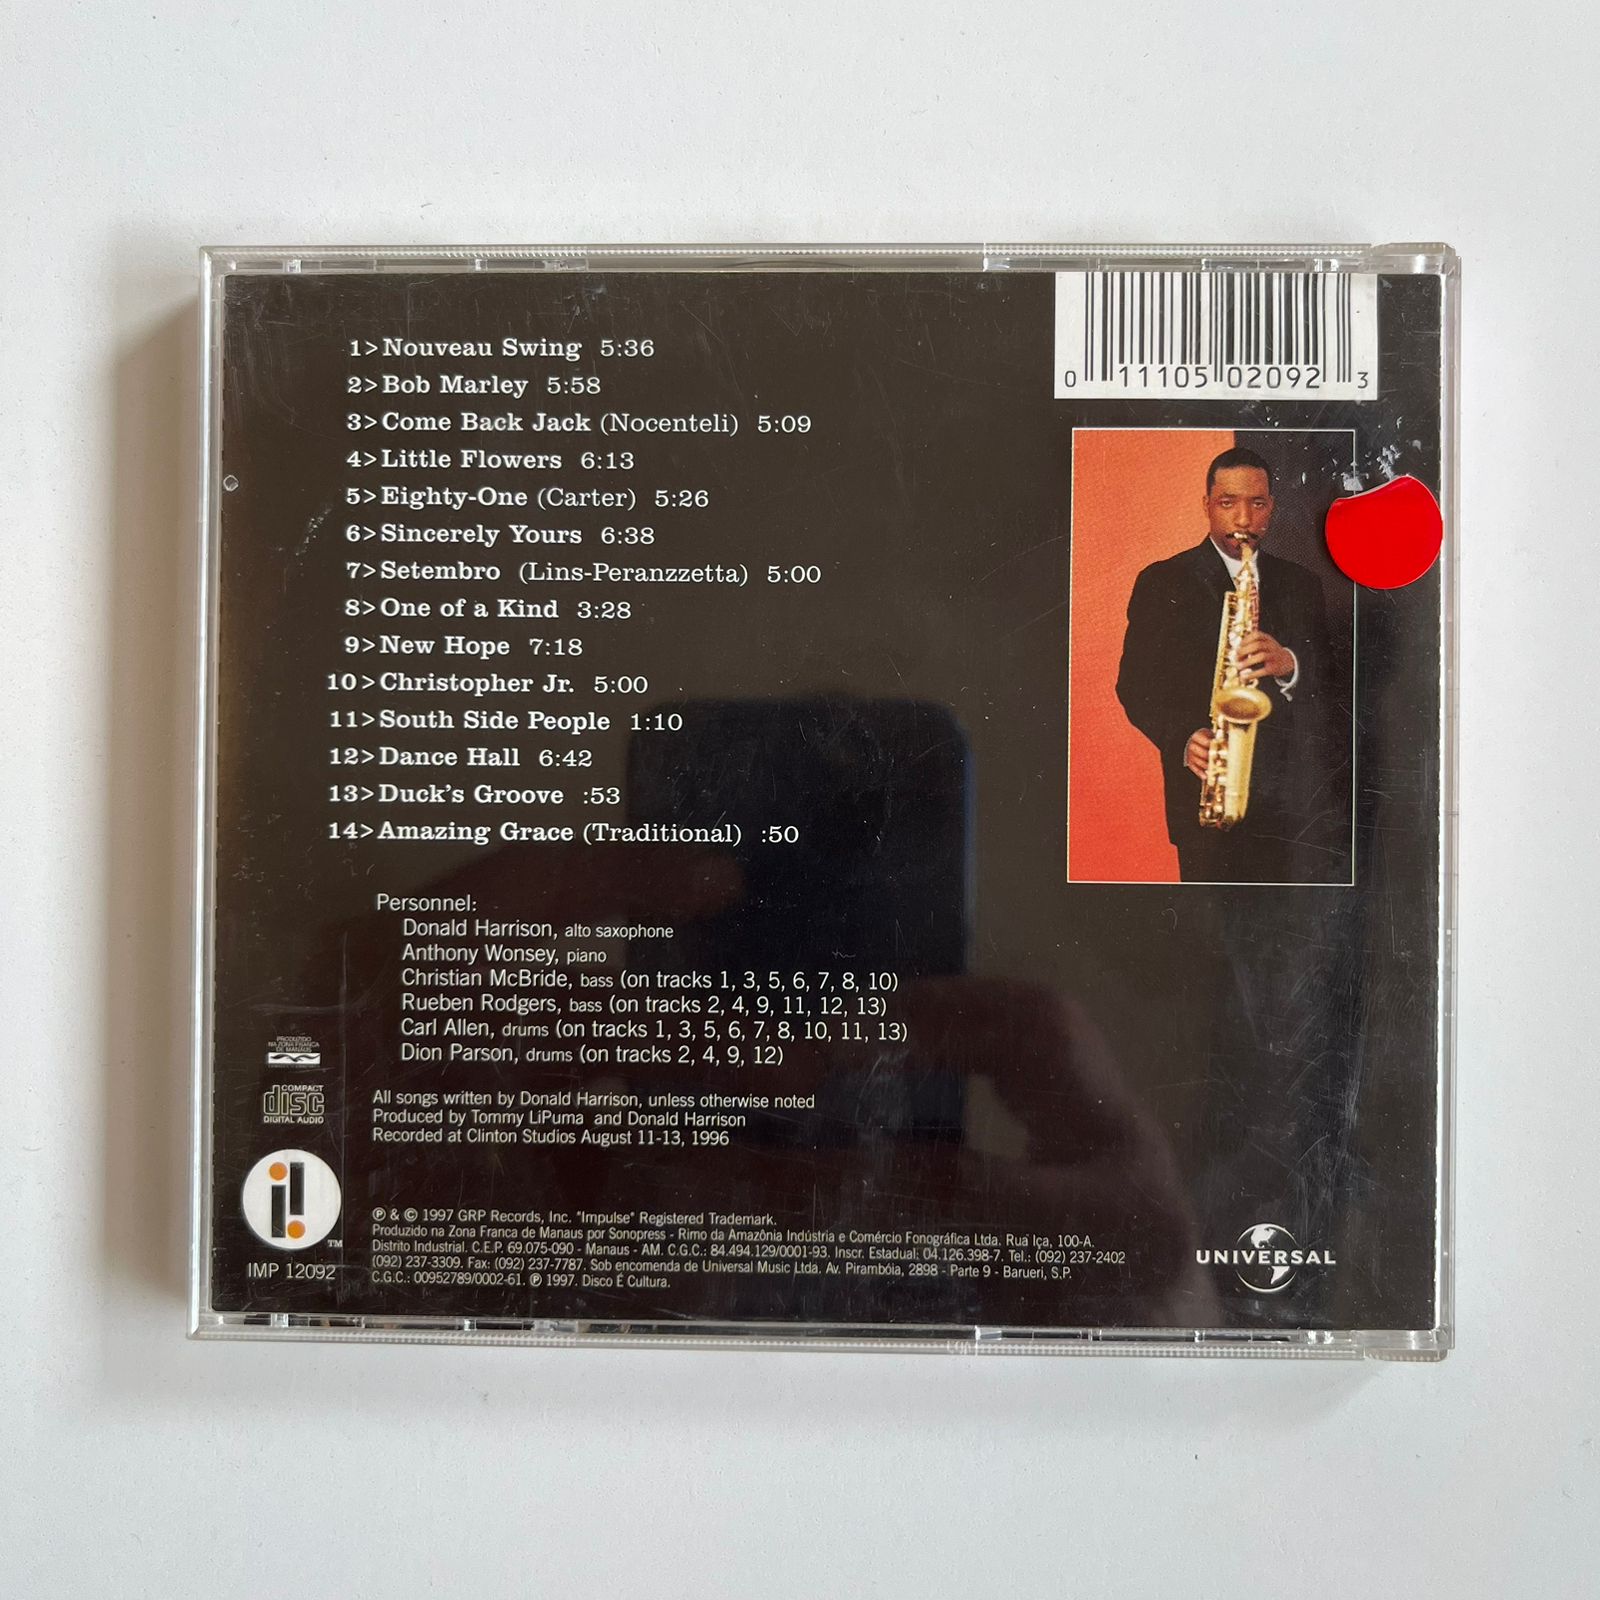 1> Nouveau Swing 5:36
2> Bob Marley 5:58
3> Come Back Jack (Nocenteli) 5:09
4> Little Flowers 6:13
5> Eighty-One (Carter) 5:26
6> Sincerely Yours 6:38
7> Setembro (Lins-Peranzzetta) 5:00
8> One of a Kind 3:28
9> New Hope 7:18
10> Christopher Jr. 5:00
11> South Side People 1:10
12> Dance Hall 6:42
13> Duck's Groove :53
14> Amazing Grace (Traditional) :50
0 11105 02092 3
Personnel:
Donald Harrison, alto saxophone
Anthony Wonsey, piano
Christian McBride, bass (on tracks 1, 3, 5, 6, 7, 8, 10)
Rueben Rodgers, bass (on tracks 2, 4, 9, 11, 12, 13)
Carl Allen, drums (on tracks 1, 3, 5, 6, 7, 8, 10, 11, 13)
Dion Parson, drums (on tracks 2, 4, 9, 12)
All songs written by Donald Harrison, unless otherwise noted
Produced by Tommy LiPuma and Donald Harrison
Recorded at Clinton Studios August 11-13, 1996
PRODUZIDO
NA ZONA FRANCA
DE MANAUS
COMPACT
disc
DIGITAL AUDIO
TM
IMP 12092
℗ & © 1997 GRP Records, Inc. "Impulse" Registered Trademark.
Produzido na Zona Franca de Manaus por Sonopress - Rimo da Amazônia Indústria e Comércio Fonográfica Ltda. Rua Iça, 100-A.
Distrito Industrial. C.E.P. 69.075-090 - Manaus - AM. C.G.C.: 84.494.129/0001-93. Inscr. Estadual: 04.126.398-7. Tel.: (092) 237-2402
(092) 237-3309. Fax: (092) 237-7787. Sob encomenda de Universal Music Ltda. Av. Pirambóia, 2898 - Parte 9 - Barueri, S.P.
C.G.C.: 00952789/0002-61. ℗ 1997. Disco É Cultura.
UNIVERSAL